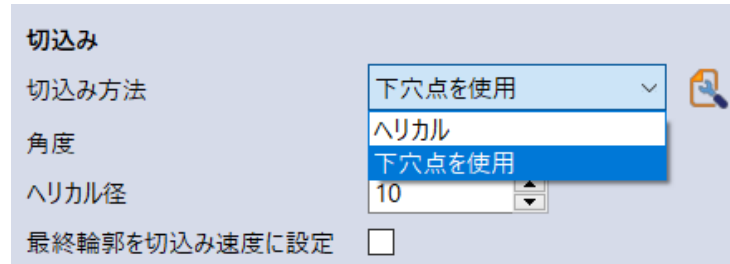 切込み
切込み方法
下穴点を使用
ヘリカル
下穴点を使用
角度
ヘリカル径
10
最終輪郭を切込み速度に設定